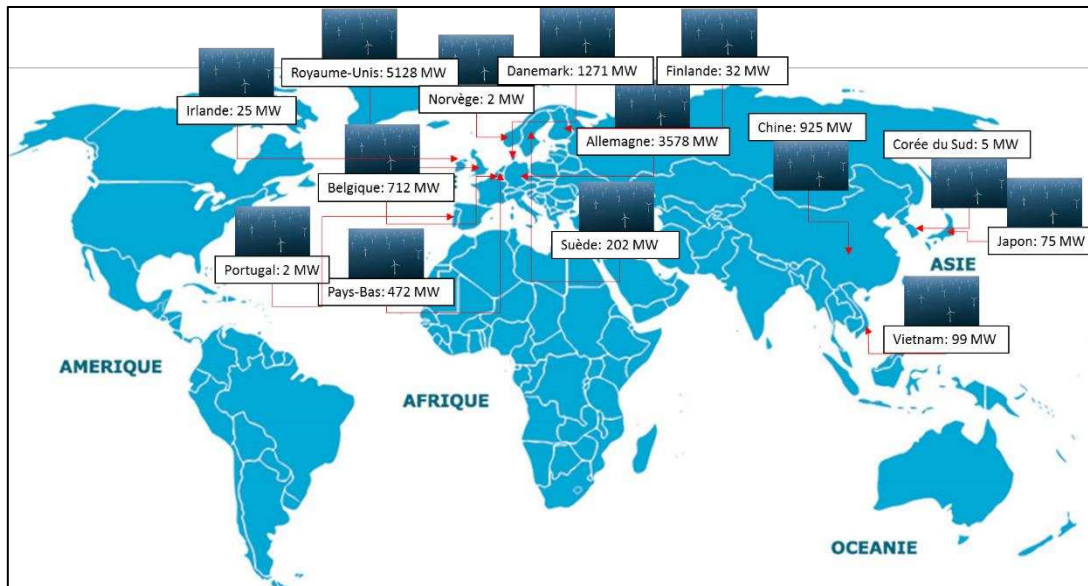 Royaume-Unis: 5128 MW
Danemark: 1271 MW
Finlande: 32 MW
Norvège: 2 MW
Irlande: 25 MW
Chine: 925 MW
Allemagne: 3578 MW
Corée du Sud: 5 MW
Belgique: 712 MW
Suède: 202 MW
Japon: 75 MW
ASIE
Portugal: 2 MW
Pays-Bas: 472 MW
Vietnam: 99 MW
AMERIQUE
AFRIQUE
OCEANIE